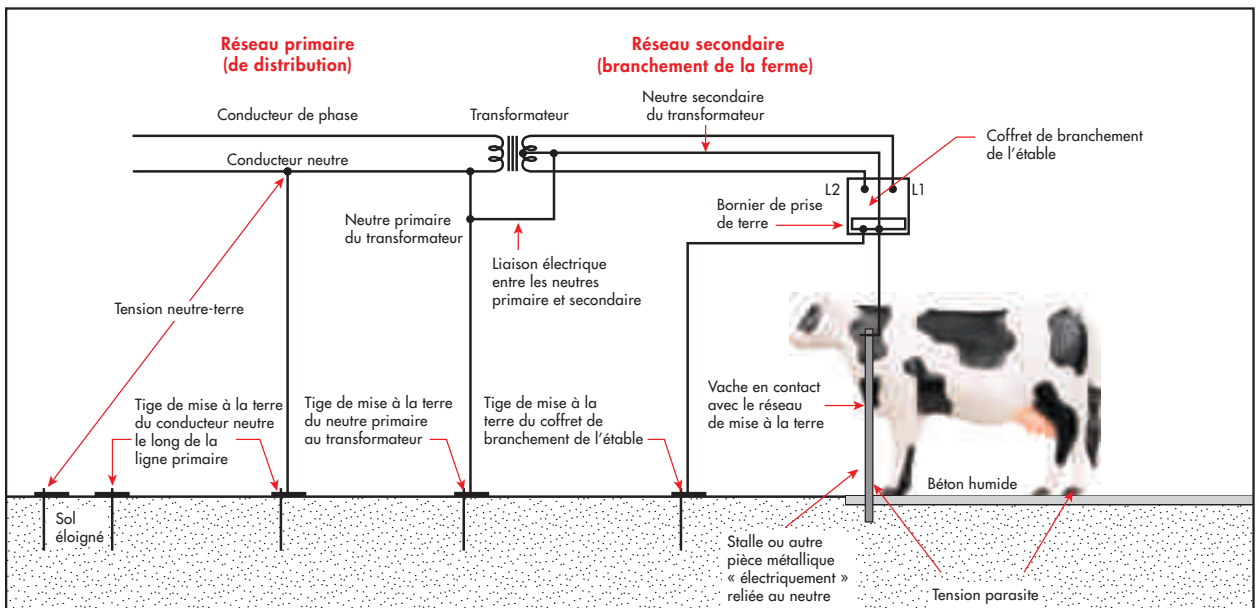 Réseau primaire
(de distribution)
Réseau secondaire
(branchement de la ferme)
Conducteur de phase
Transformateur
Neutre secondaire
du transformateur
Coffret de branchement
de l'étable
Conducteur neutre
L2
L1
Neutre primaire
du transformateur
Bornier de prise
de terre
Liaison électrique
entre les neutres
primaire et secondaire
Tension neutre-terre
Tige de mise à la terre
du conducteur neutre
le long de la
ligne primaire
Tige de mise à la terre
du neutre primaire
au transformateur
Tige de mise à la
terre du coffret de
branchement de l'étable
Vache en contact
avec le réseau
de mise à la terre
Béton humide
Sol
éloigné
Stalle ou autre
pièce métallique
« électriquement »
reliée au neutre
Tension parasite